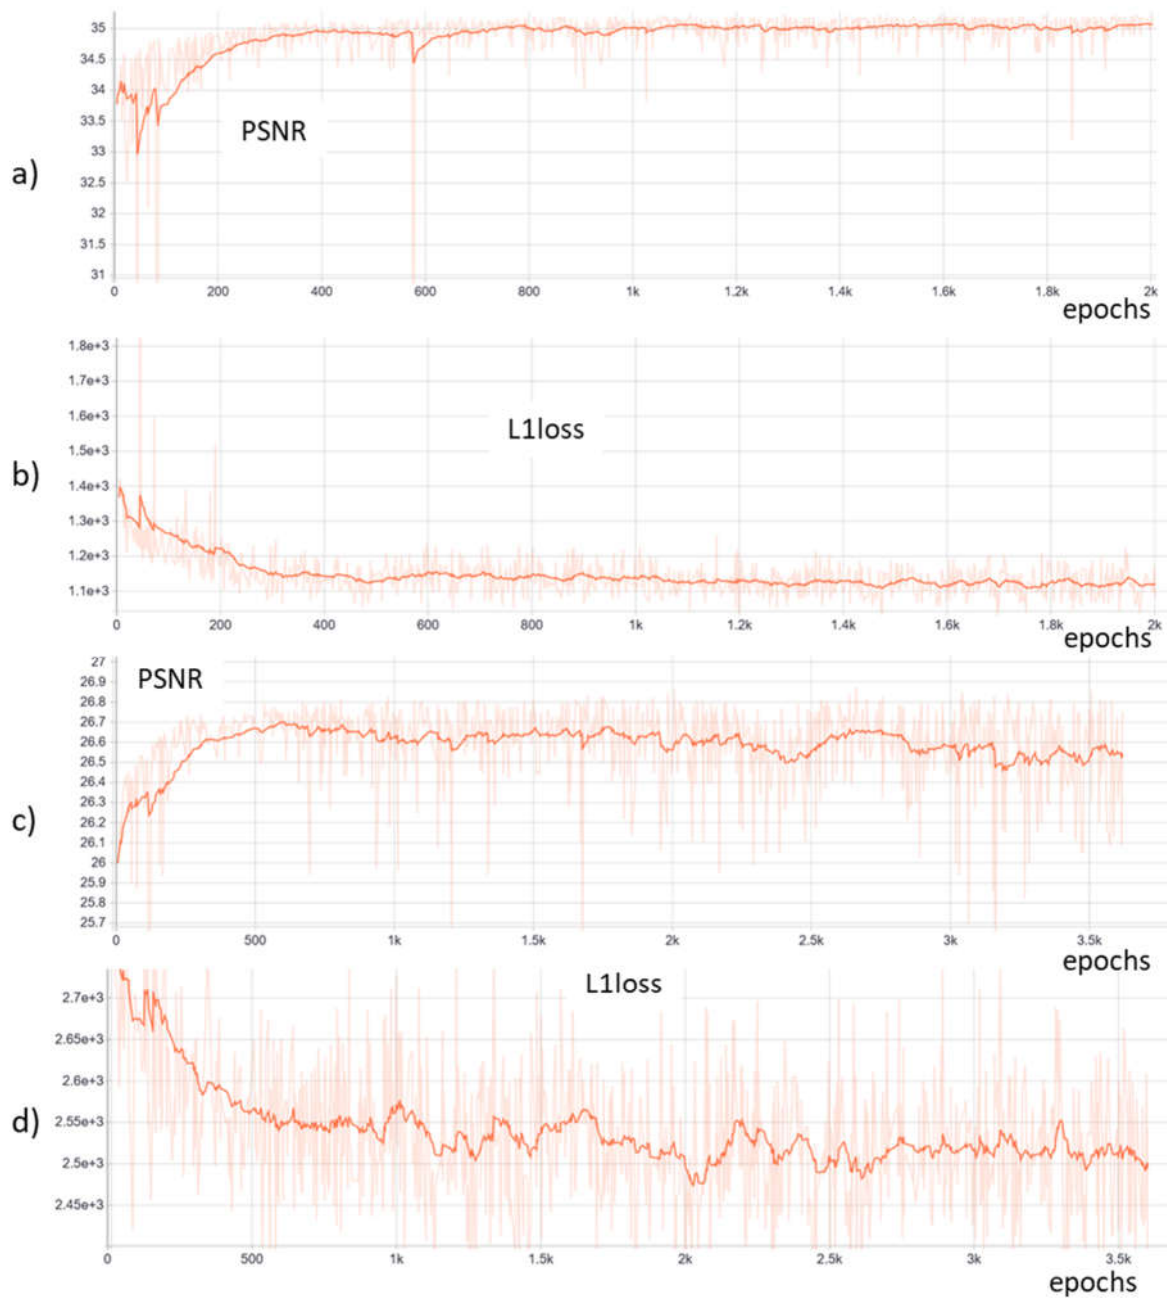 35
34.5
34
33.5
33
32.5
32
31.5
31
PSNR
a)
0 200 400 600 800 1k 1.2k 1.4k 1.6k 1.8k 2k
epochs
1.8e+3
1.7e+3
1.6e+3
1.5e+3
1.4e+3
1.3e+3
1.2e+3
1.1e+3
L1loss
b)
0 200 400 600 800 1k 1.2k 1.4k 1.6k 1.8k 2k
epochs
27
26.9
26.8
26.7
26.6
26.5
26.4
26.3
26.2
26.1
26
25.9
25.8
25.7
PSNR
c)
0 500 1k 1.5k 2k 2.5k 3k 3.5k
epochs
2.7e+3
2.65e+3
2.6e+3
2.55e+3
2.5e+3
2.45e+3
L1loss
d)
0 500 1k 1.5k 2k 2.5k 3k 3.5k
epochs